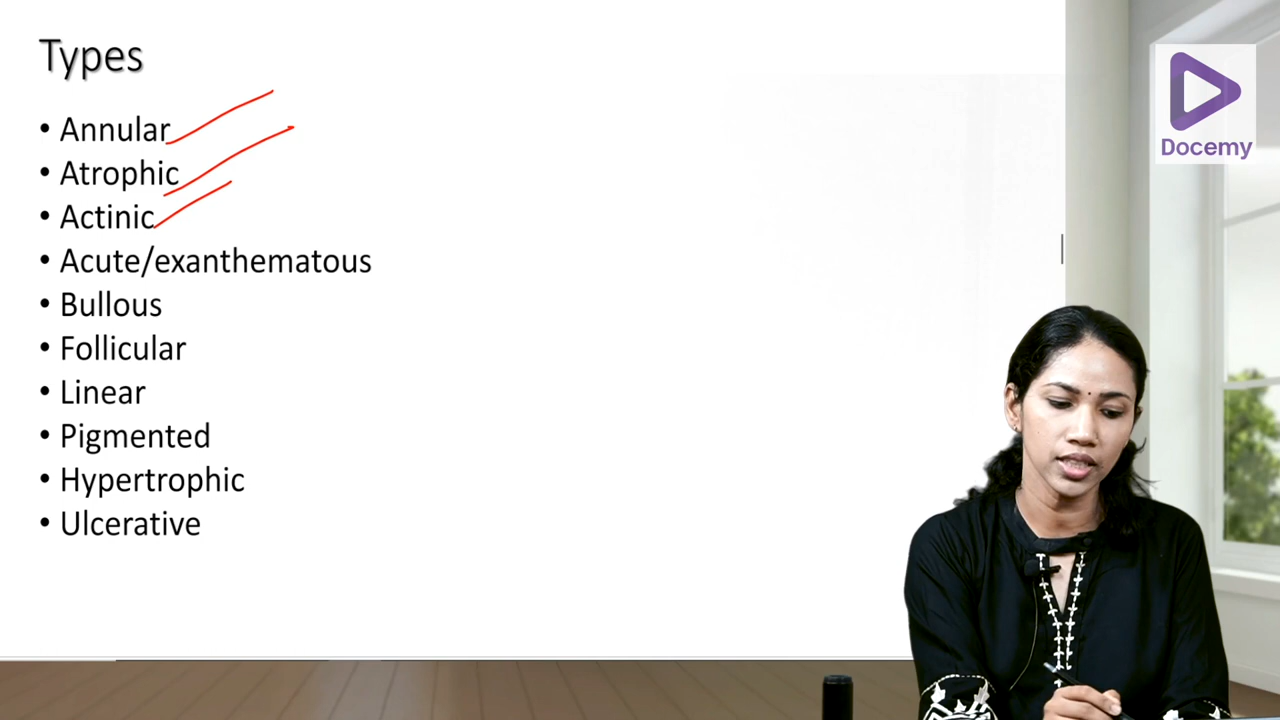 Types
• Annular
• Atrophic
• Actinic
• Acute/exanthematous
• Bullous
• Follicular
• Linear
• Pigmented
• Hypertrophic
• Ulcerative
Docemy